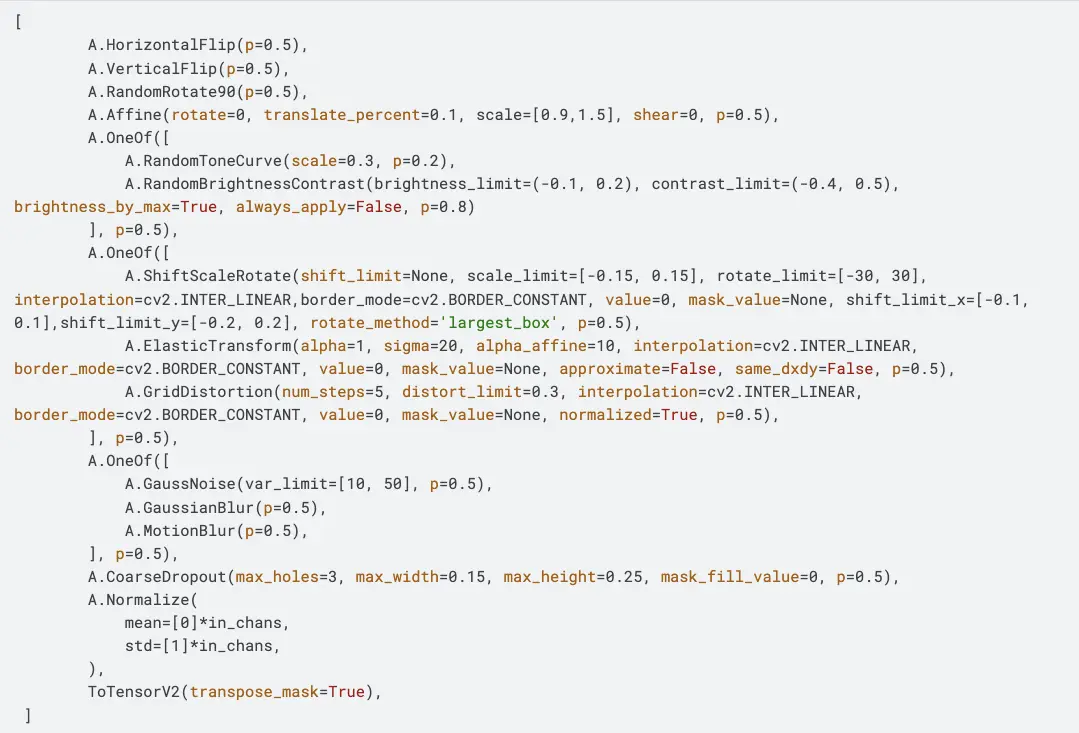 [
        A.HorizontalFlip(p=0.5),
        A.VerticalFlip(p=0.5),
        A.RandomRotate90(p=0.5),
        A.Affine(rotate=0, translate_percent=0.1, scale=[0.9,1.5], shear=0, p=0.5),
        A.OneOf([
            A.RandomToneCurve(scale=0.3, p=0.2),
            A.RandomBrightnessContrast(brightness_limit=(-0.1, 0.2), contrast_limit=(-0.4, 0.5),
brightness_by_max=True, always_apply=False, p=0.8)
        ], p=0.5),
        A.OneOf([
            A.ShiftScaleRotate(shift_limit=None, scale_limit=[-0.15, 0.15], rotate_limit=[-30, 30],
interpolation=cv2.INTER_LINEAR,border_mode=cv2.BORDER_CONSTANT, value=0, mask_value=None, shift_limit_x=[-0.1,
0.1],shift_limit_y=[-0.2, 0.2], rotate_method='largest_box', p=0.5),
            A.ElasticTransform(alpha=1, sigma=20, alpha_affine=10, interpolation=cv2.INTER_LINEAR,
border_mode=cv2.BORDER_CONSTANT, value=0, mask_value=None, approximate=False, same_dxdy=False, p=0.5),
            A.GridDistortion(num_steps=5, distort_limit=0.3, interpolation=cv2.INTER_LINEAR,
border_mode=cv2.BORDER_CONSTANT, value=0, mask_value=None, normalized=True, p=0.5),
        ], p=0.5),
        A.OneOf([
            A.GaussNoise(var_limit=[10, 50], p=0.5),
            A.GaussianBlur(p=0.5),
            A.MotionBlur(p=0.5),
        ], p=0.5),
        A.CoarseDropout(max_holes=3, max_width=0.15, max_height=0.25, mask_fill_value=0, p=0.5),
        A.Normalize(
            mean=[0]*in_chans,
            std=[1]*in_chans,
        ),
        ToTensorV2(transpose_mask=True),
 ]